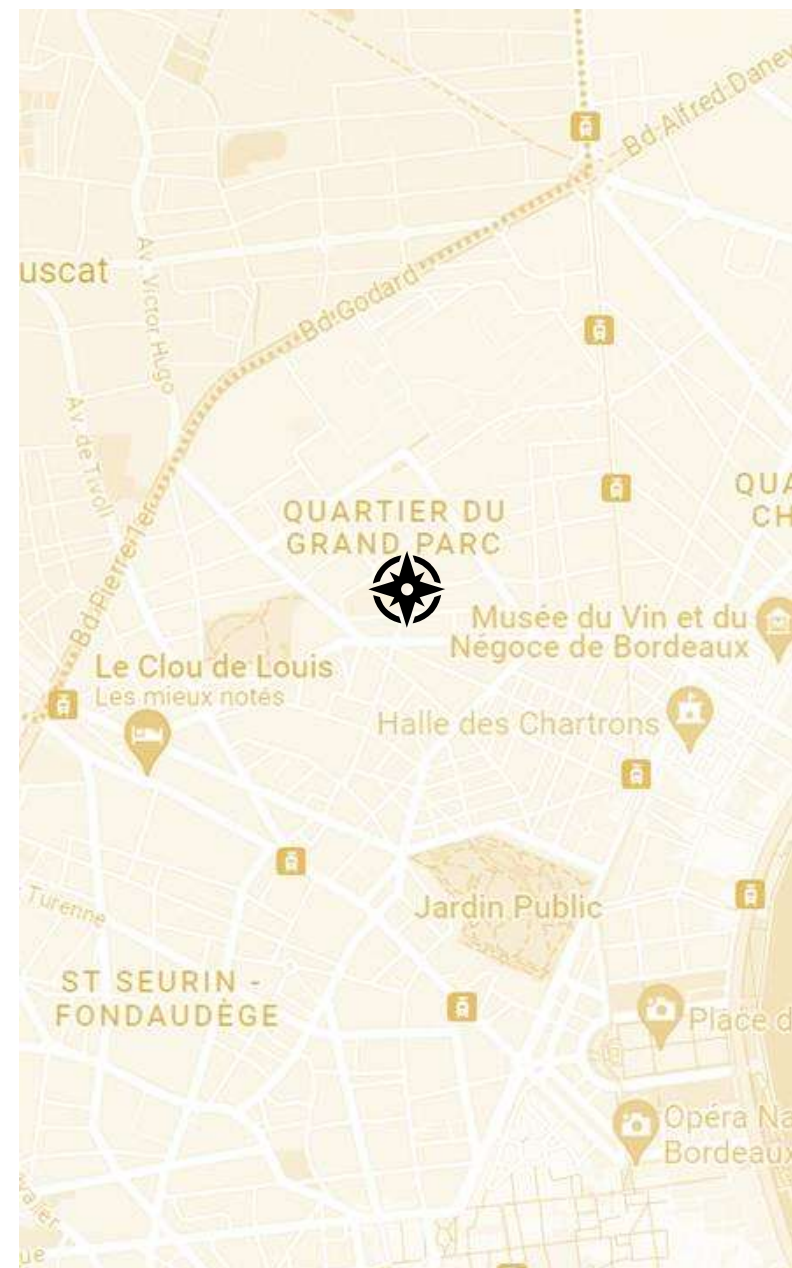 Bd Alfred Daney
uscat
Av. Victor Hugo
Bd Godard
Av. de Tivoli
QUARTIER DU
GRAND PARC
QUA
CH
Bd Pierre 1er
Musée du Vin et du
Négoce de Bordeaux
Le Clou de Louis
Les mieux notés
Halle des Chartrons
Jardin Public
Turenne
ST SEURIN -
FONDAUDÈGE
Place d
Opéra Na
Bordeaux
ue